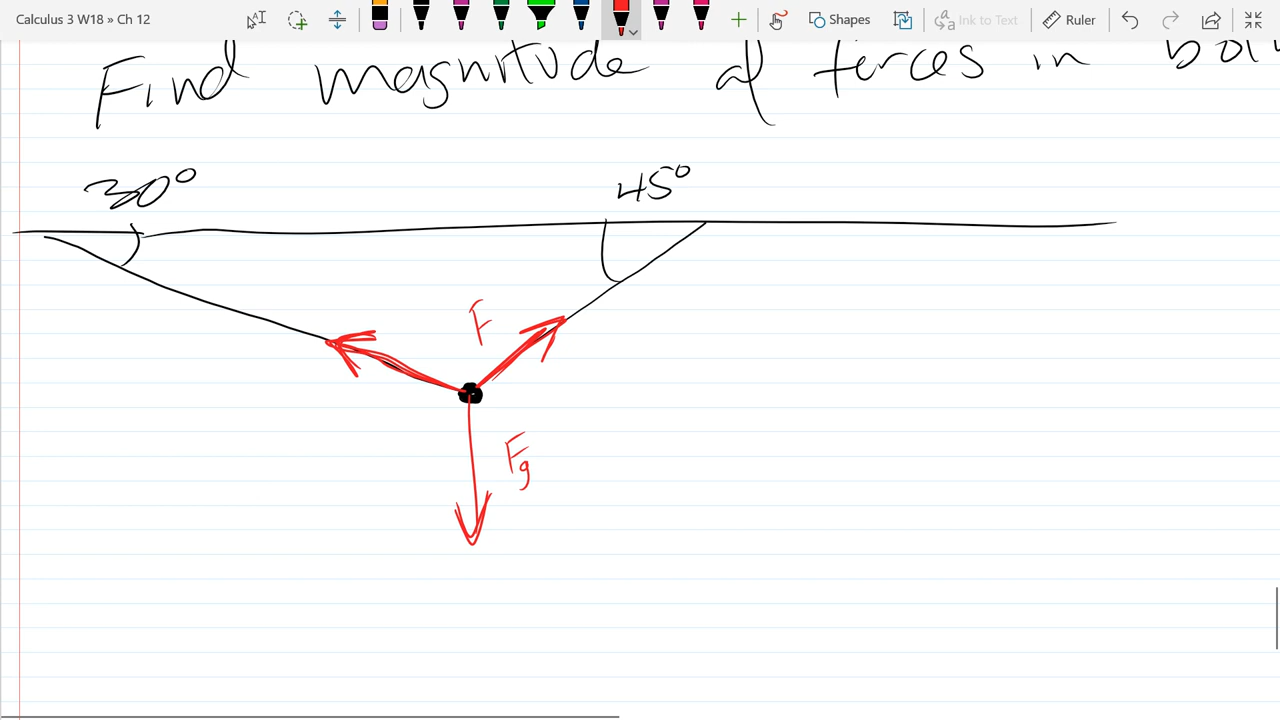 Calculus 3 W18 » Ch 12
Ink to Text
Shapes
Ruler
Find magnitude of forces in
30° 45°
F
Fg